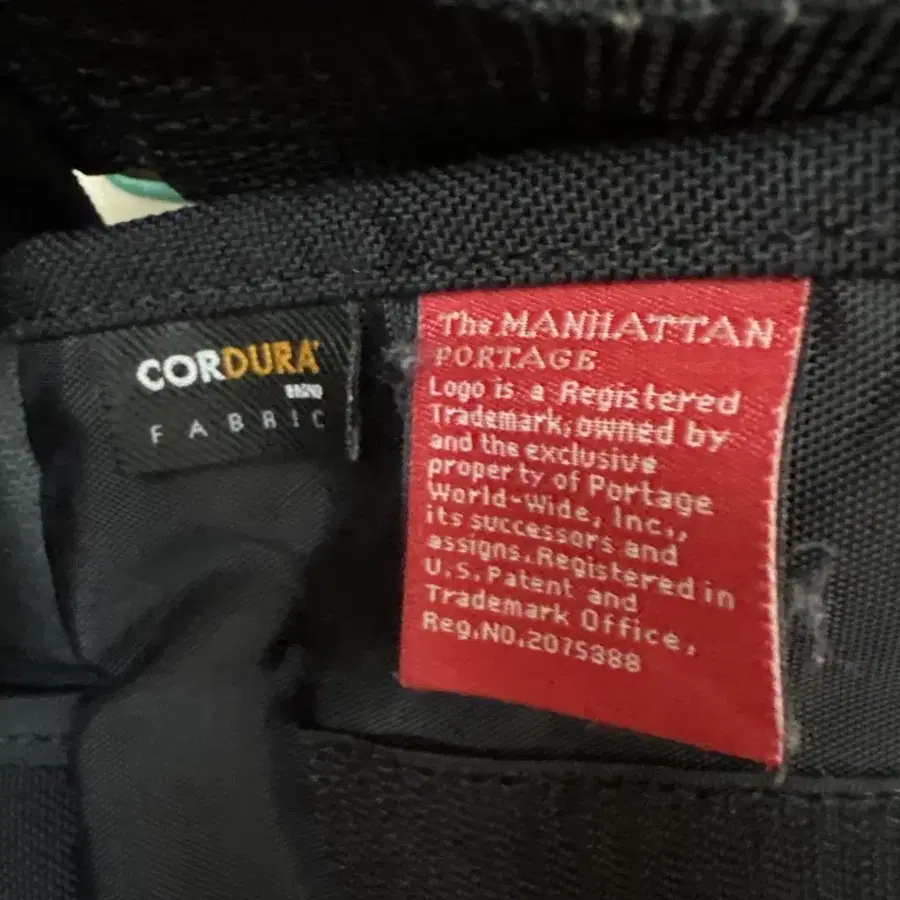 CORDURA
FABRIC
The MANHATTAN
PORTAGE
Logo is a Registered
Trademark, owned by
and the exclusive
property of Portage
World-Wide, Inc.,
its successors and
assigns. Registered in
U.S. Patent and
Trademark Office,
Reg.NO.2075388